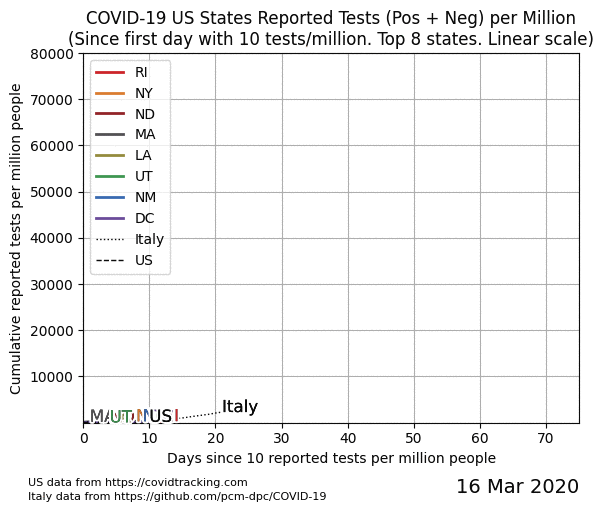 COVID-19 US States Reported Tests (Pos + Neg) per Million
(Since first day with 10 tests/million. Top 8 states. Linear scale)
80000
70000
60000
50000
40000
30000
20000
10000
Cumulative reported tests per million people
RI
NY
ND
MA
LA
UT
NM
DC
Italy
US
MA
UT
US
Italy
0
10
20
30
40
50
60
70
Days since 10 reported tests per million people
US data from https://covidtracking.com
Italy data from https://github.com/pcm-dpc/COVID-19
16 Mar 2020